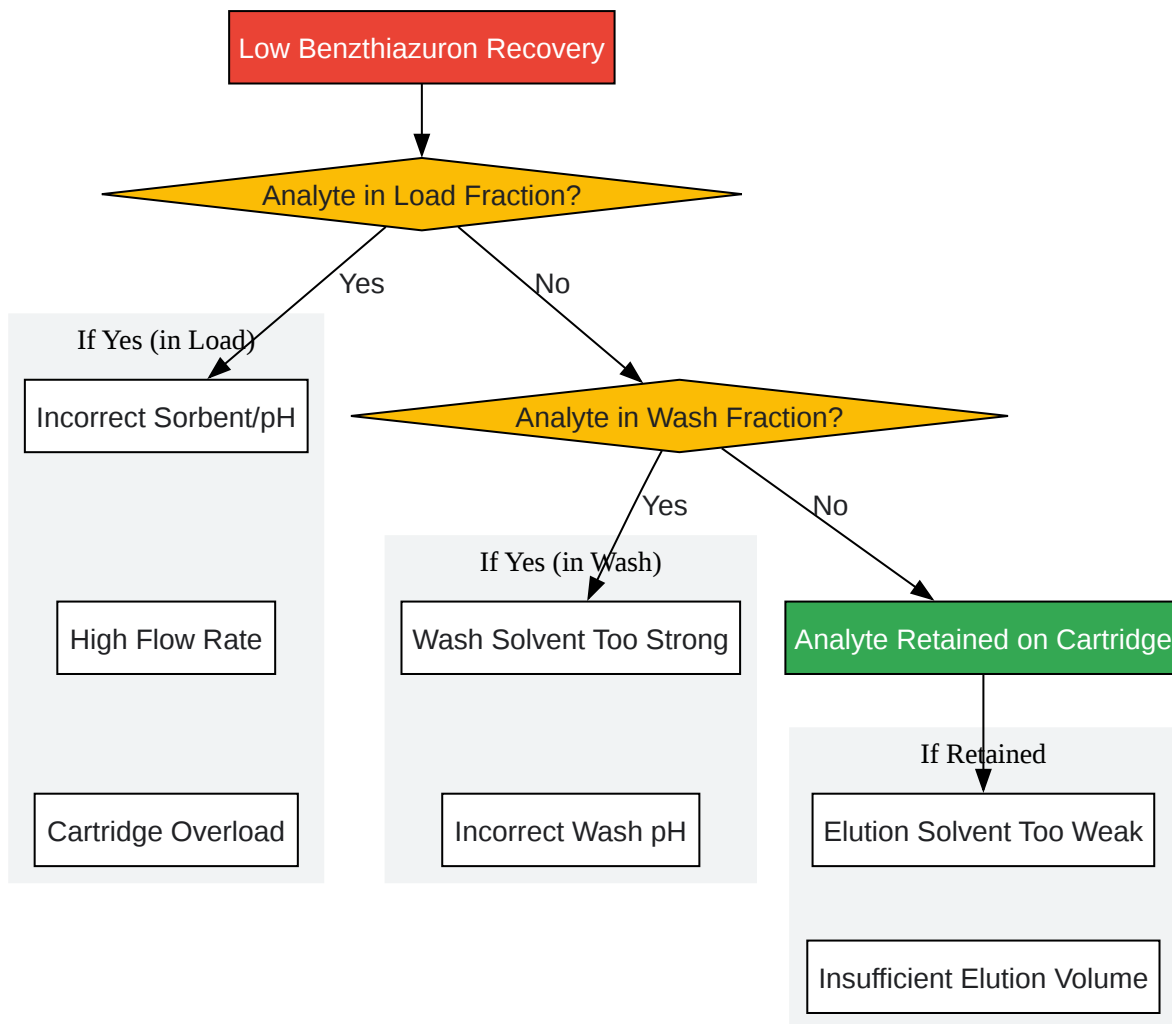 Low Benzthiazuron Recovery
Analyte in Load Fraction?
Yes
No
If Yes (in Load)
Incorrect Sorbent/pH
High Flow Rate
Cartridge Overload
Analyte in Wash Fraction?
Yes
No
If Yes (in Wash)
Wash Solvent Too Strong
Incorrect Wash pH
Analyte Retained on Cartridge
If Retained
Elution Solvent Too Weak
Insufficient Elution Volume